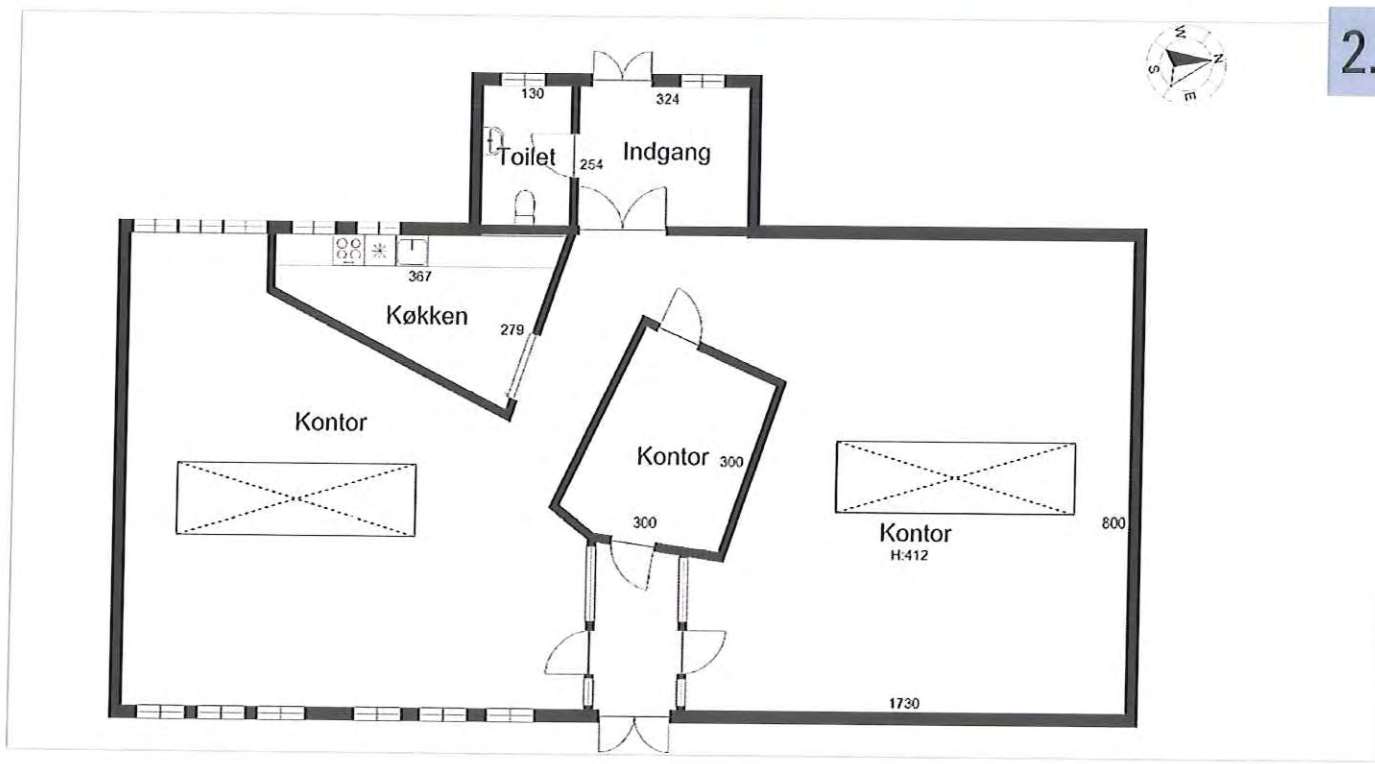 2.
W
N
S
E
130
324
Toilet
254
Indgang
367
Køkken
279
Kontor
Kontor
300
300
Kontor
H:412
800
1730